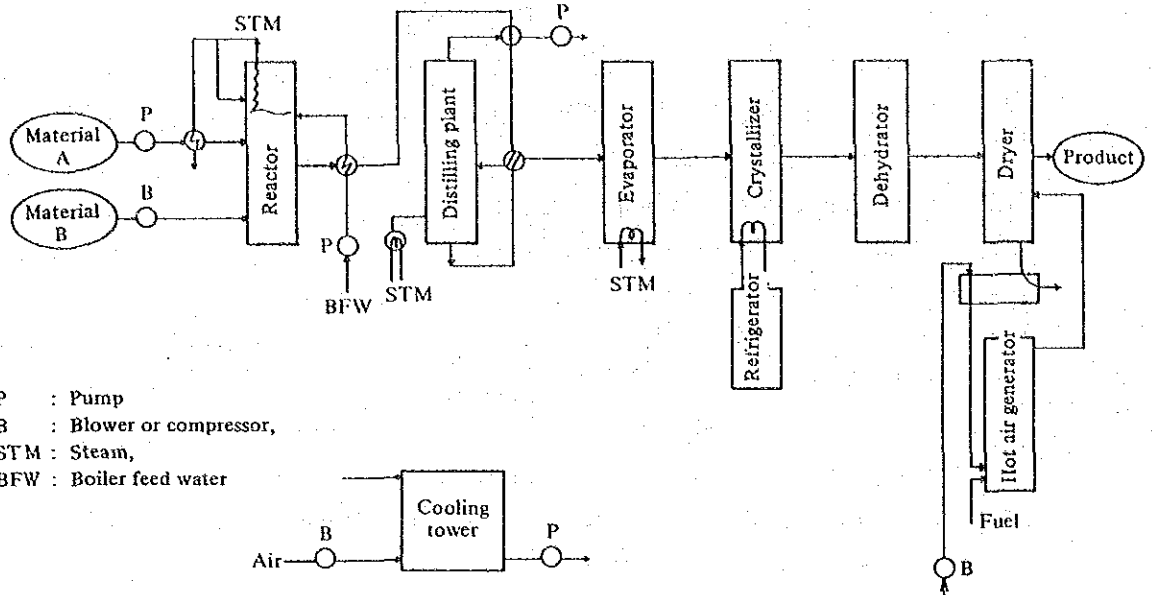 STM
P
P
Material
A
B
Material
B
Reactor
P
BFW
STM
Distilling plant
Evaporator
STM
Crystallizer
Refrigerator
Dehydrator
Dryer
Product
Hot air generator
Fuel
B
P : Pump
B : Blower or compressor,
STM : Steam,
BFW : Boiler feed water
Cooling
tower
Air
B
P